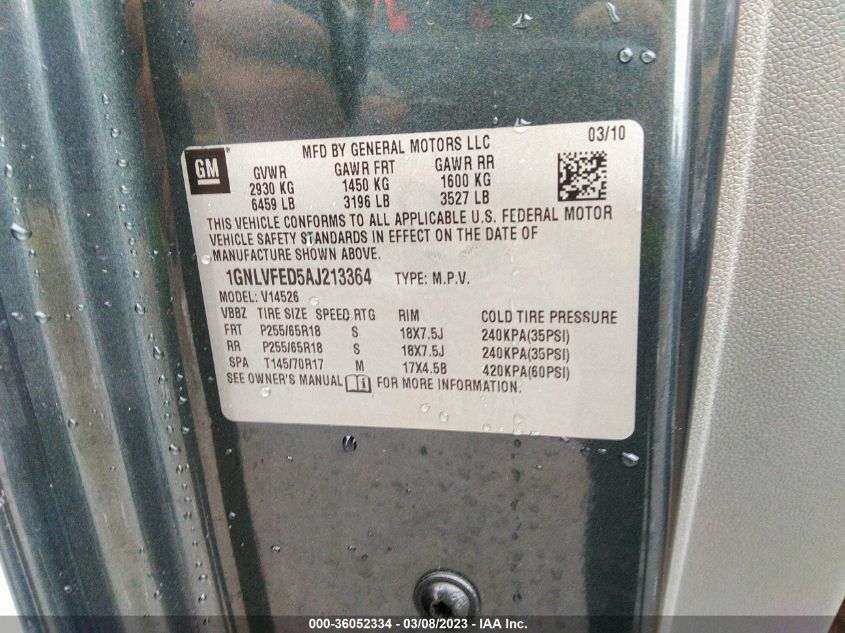 GM
MFD BY GENERAL MOTORS LLC
03/10
GVWR GAWR FRT GAWR RR
2930 KG 1450 KG 1600 KG
6459 LB 3196 LB 3527 LB
THIS VEHICLE CONFORMS TO ALL APPLICABLE U.S. FEDERAL MOTOR
VEHICLE SAFETY STANDARDS IN EFFECT ON THE DATE OF
MANUFACTURE SHOWN ABOVE.
1GNLVFED5AJ213364 TYPE: M.P.V.
MODEL: V14526
VBBZ TIRE SIZE SPEED RTG RIM COLD TIRE PRESSURE
FRT P255/65R18 S 18X7.5J 240KPA(35PSI)
RR P255/65R18 S 18X7.5J 240KPA(35PSI)
SPA T145/70R17 M 17X4.5B 420KPA(60PSI)
SEE OWNER'S MANUAL FOR MORE INFORMATION.
000-36052334 — 03/08/2023 — IAA Inc.